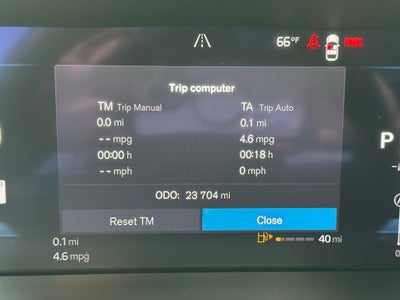 66°F
Trip computer
TM Trip Manual TA Trip Auto
0.0 mi 0.1 mi
-- mpg 4.6 mpg
00:00 h 00:18 h
-- mph 0 mph
P
ODO: 23 704 mi
Reset TM Close
0.1 mi 40 mi
4.6 mpg